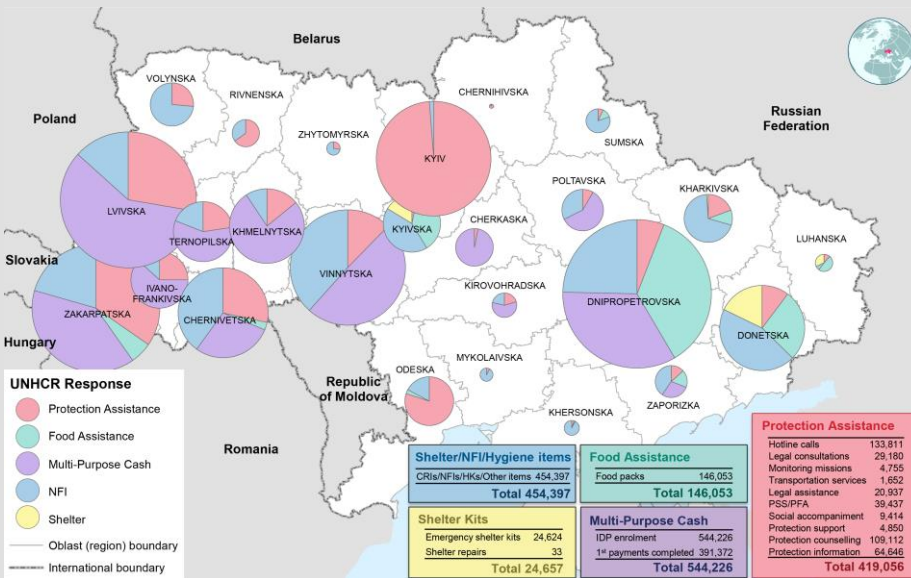 Belarus
Poland
Russian
Federation
Slovakia
Hungary
Republic
of Moldova
Romania
VOLYNSKA
RIVNENSKA
ZHYTOMYRSKA
CHERNIHIVSKA
KYIV
SUMSKA
LVIVSKA
TERNOPILSKA
KHMELNYTSKA
KYIVSKA
CHERKASKA
POLTAVSKA
KHARKIVSKA
LUHANSKA
ZAKARPATSKA
IVANO-
FRANKIVSKA
CHERNIVETSKA
VINNYTSKA
KIROVOHRADSKA
DNIPROPETROVSKA
DONETSKA
ODESKA
MYKOLAIVSKA
ZAPORIZKA
KHERSONSKA
UNHCR Response
Protection Assistance
Food Assistance
Multi-Purpose Cash
NFI
Shelter
Oblast (region) boundary
International boundary
Shelter/NFI/Hygiene items
CRIs/NFIs/HKs/Other items 454,397
Total 454,397
Food Assistance
Food packs 146,053
Total 146,053
Shelter Kits
Emergency shelter kits 24,624
Shelter repairs 33
Total 24,657
Multi-Purpose Cash
IDP enrolment 544,226
1st payments completed 391,372
Total 544,226
Protection Assistance
Hotline calls 133,811
Legal consultations 29,180
Monitoring missions 4,755
Transportation services 1,652
Legal assistance 20,937
PSS/PFA 39,437
Social accompaniment 9,414
Protection support 4,850
Protection counselling 109,112
Protection information 64,646
Total 419,056